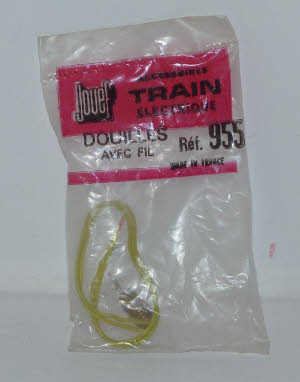 Jouef
ACCESSOIRES
TRAIN
ELECTRIQUE
DOUILLES
AVEC FIL
Réf. 955
MADE IN FRANCE